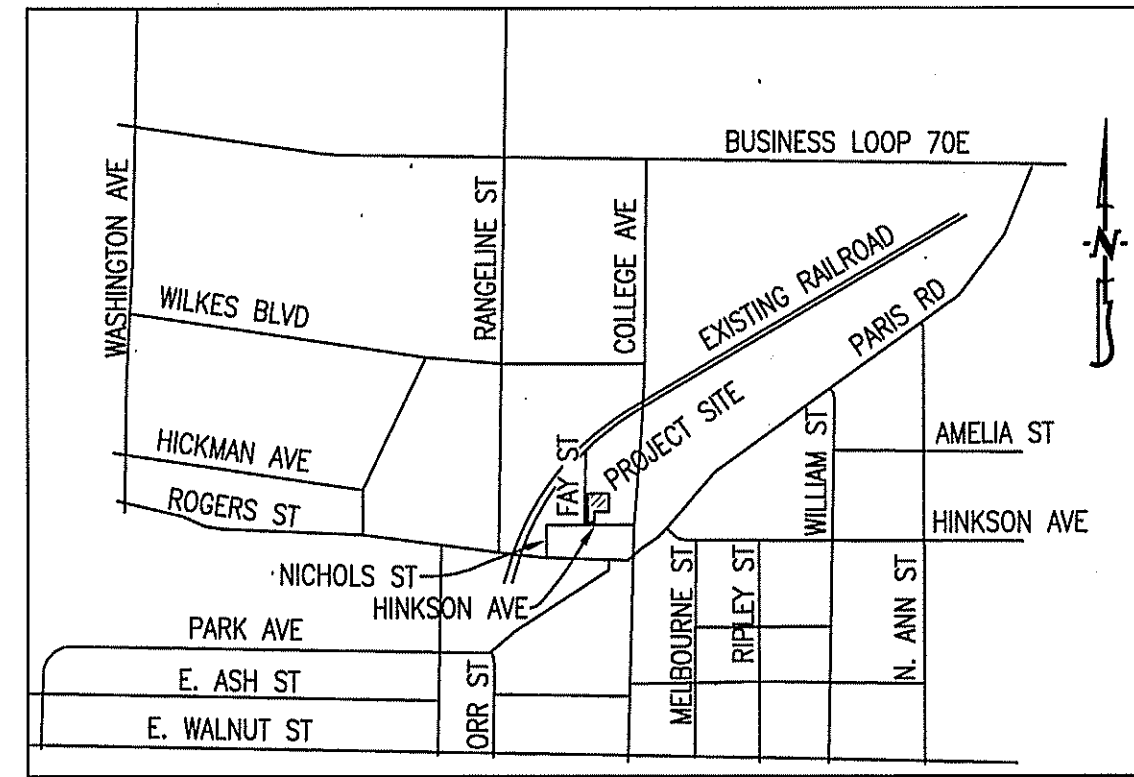 BUSINESS LOOP 70E
WASHINGTON AVE
RANGELINE ST
COLLEGE AVE
-N-
WILKES BLVD
EXISTING RAILROAD
PARIS RD
PROJECT SITE
HICKMAN AVE
FAY ST
WILLIAM ST
AMELIA ST
ROGERS ST
HINKSON AVE
NICHOLS ST
HINKSON AVE
MELBOURNE ST
RIPLEY ST
N. ANN ST
PARK AVE
E. ASH ST
ORR ST
E. WALNUT ST